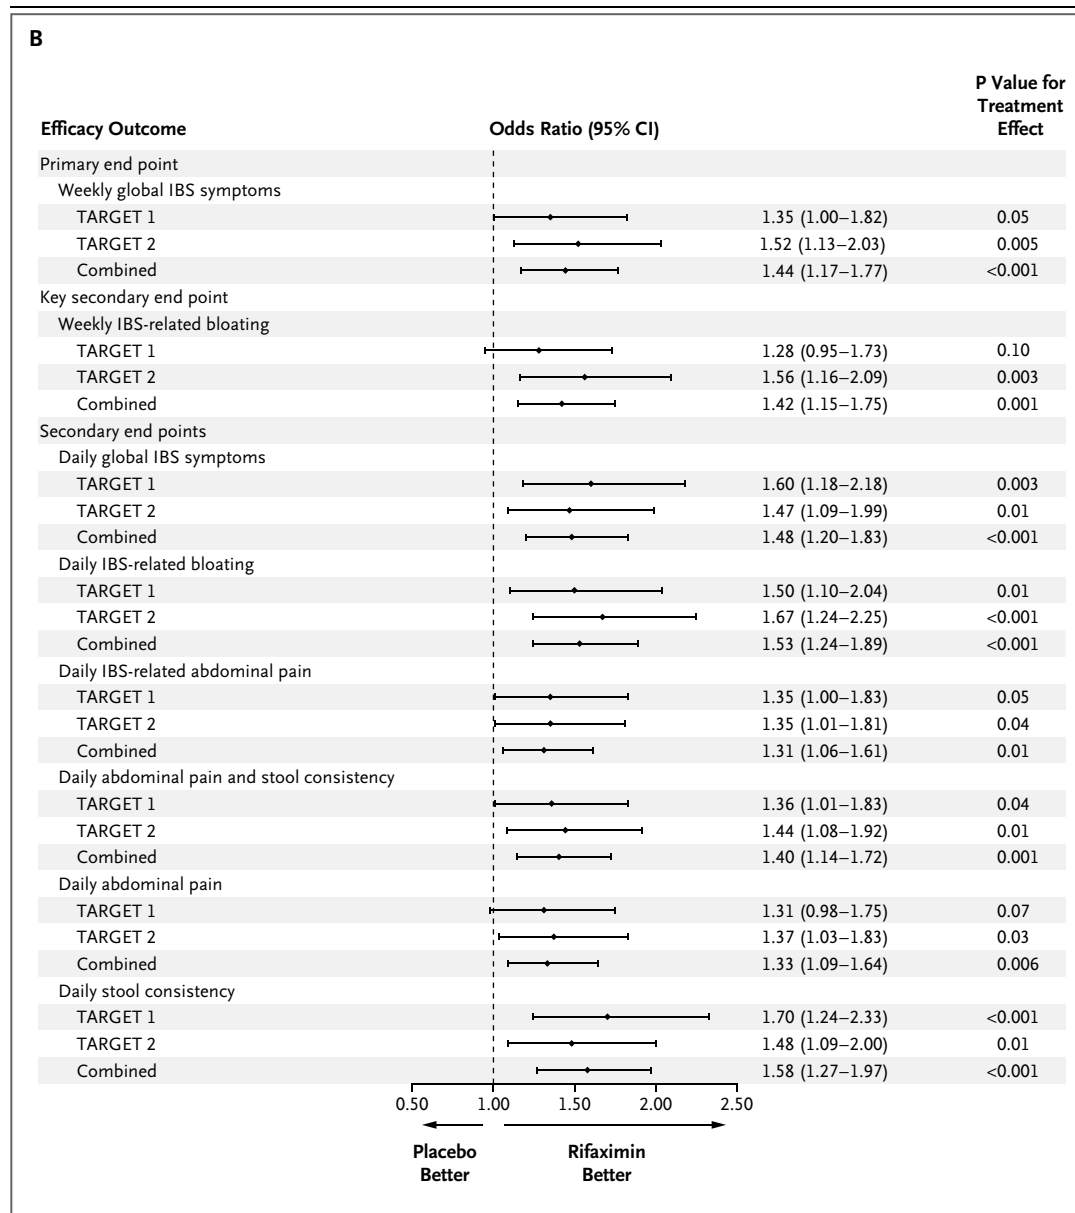 B
P Value for
Treatment
Effect
Efficacy Outcome Odds Ratio (95% CI)
Primary end point
Weekly global IBS symptoms
TARGET 1 1.35 (1.00–1.82) 0.05
TARGET 2 1.52 (1.13–2.03) 0.005
Combined 1.44 (1.17–1.77) <0.001
Key secondary end point
Weekly IBS-related bloating
TARGET 1 1.28 (0.95–1.73) 0.10
TARGET 2 1.56 (1.16–2.09) 0.003
Combined 1.42 (1.15–1.75) 0.001
Secondary end points
Daily global IBS symptoms
TARGET 1 1.60 (1.18–2.18) 0.003
TARGET 2 1.47 (1.09–1.99) 0.01
Combined 1.48 (1.20–1.83) <0.001
Daily IBS-related bloating
TARGET 1 1.50 (1.10–2.04) 0.01
TARGET 2 1.67 (1.24–2.25) <0.001
Combined 1.53 (1.24–1.89) <0.001
Daily IBS-related abdominal pain
TARGET 1 1.35 (1.00–1.83) 0.05
TARGET 2 1.35 (1.01–1.81) 0.04
Combined 1.31 (1.06–1.61) 0.01
Daily abdominal pain and stool consistency
TARGET 1 1.36 (1.01–1.83) 0.04
TARGET 2 1.44 (1.08–1.92) 0.01
Combined 1.40 (1.14–1.72) 0.001
Daily abdominal pain
TARGET 1 1.31 (0.98–1.75) 0.07
TARGET 2 1.37 (1.03–1.83) 0.03
Combined 1.33 (1.09–1.64) 0.006
Daily stool consistency
TARGET 1 1.70 (1.24–2.33) <0.001
TARGET 2 1.48 (1.09–2.00) 0.01
Combined 1.58 (1.27–1.97) <0.001
0.50 1.00 1.50 2.00 2.50
Placebo Rifaximin
Better Better